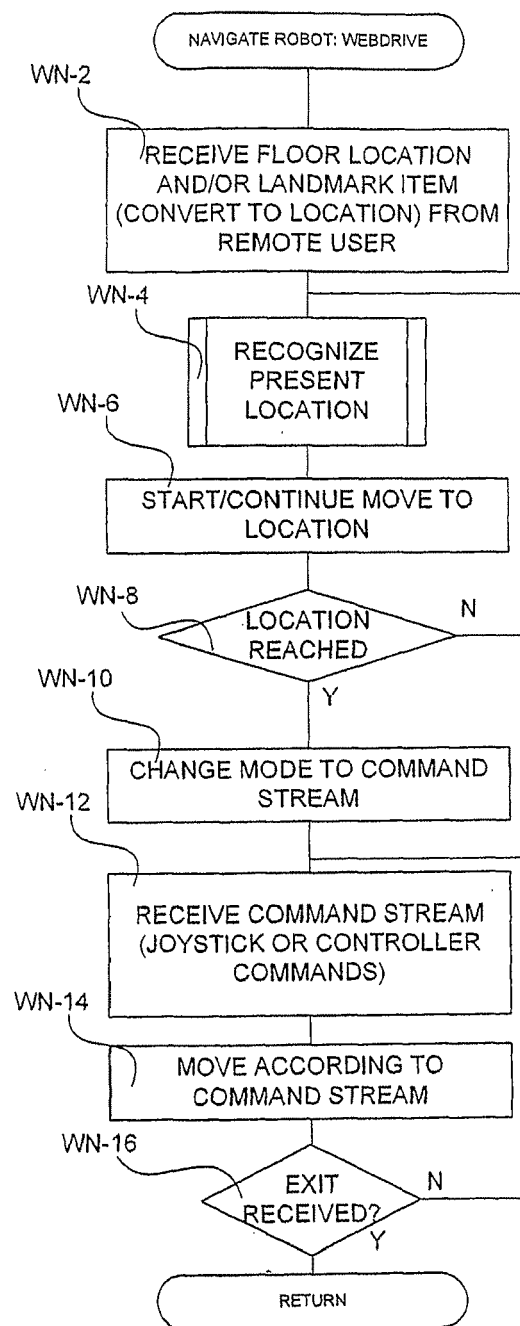 NAVIGATE ROBOT: WEBDRIVE
WN-2
RECEIVE FLOOR LOCATION
AND/OR LANDMARK ITEM
(CONVERT TO LOCATION) FROM
REMOTE USER
WN-4
RECOGNIZE
PRESENT
LOCATION
WN-6
START/CONTINUE MOVE TO
LOCATION
WN-8
LOCATION
REACHED
N
Y
WN-10
CHANGE MODE TO COMMAND
STREAM
WN-12
RECEIVE COMMAND STREAM
(JOYSTICK OR CONTROLLER
COMMANDS)
WN-14
MOVE ACCORDING TO
COMMAND STREAM
WN-16
EXIT
RECEIVED?
N
Y
RETURN